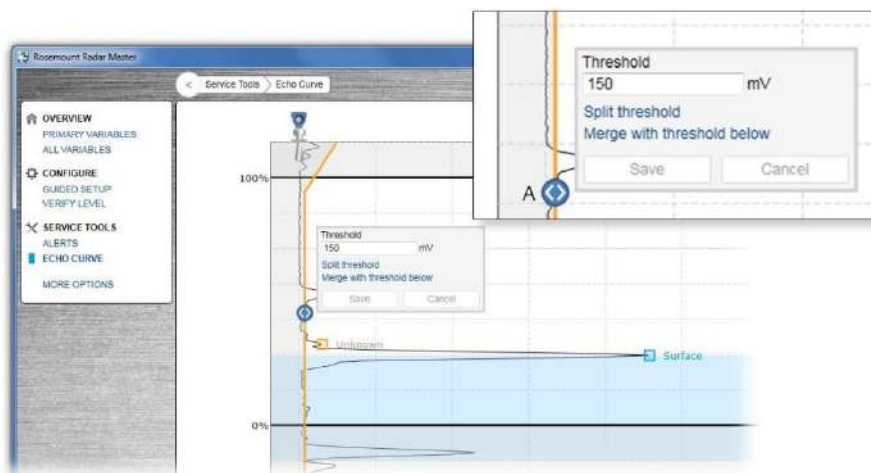 Rosemount Radar Master
Service Tools
Echo Curve
OVERVIEW
PRIMARY VARIABLES
ALL VARIABLES
CONFIGURE
GUIDED SETUP
VERIFY LEVEL
SERVICE TOOLS
ALERTS
ECHO CURVE
MORE OPTIONS
100%
Threshold
150 mV
Split threshold
Merge with threshold below
Save Cancel
Unknown
Surface
0%
Threshold
150 mV
Split threshold
Merge with threshold below
Save Cancel
A